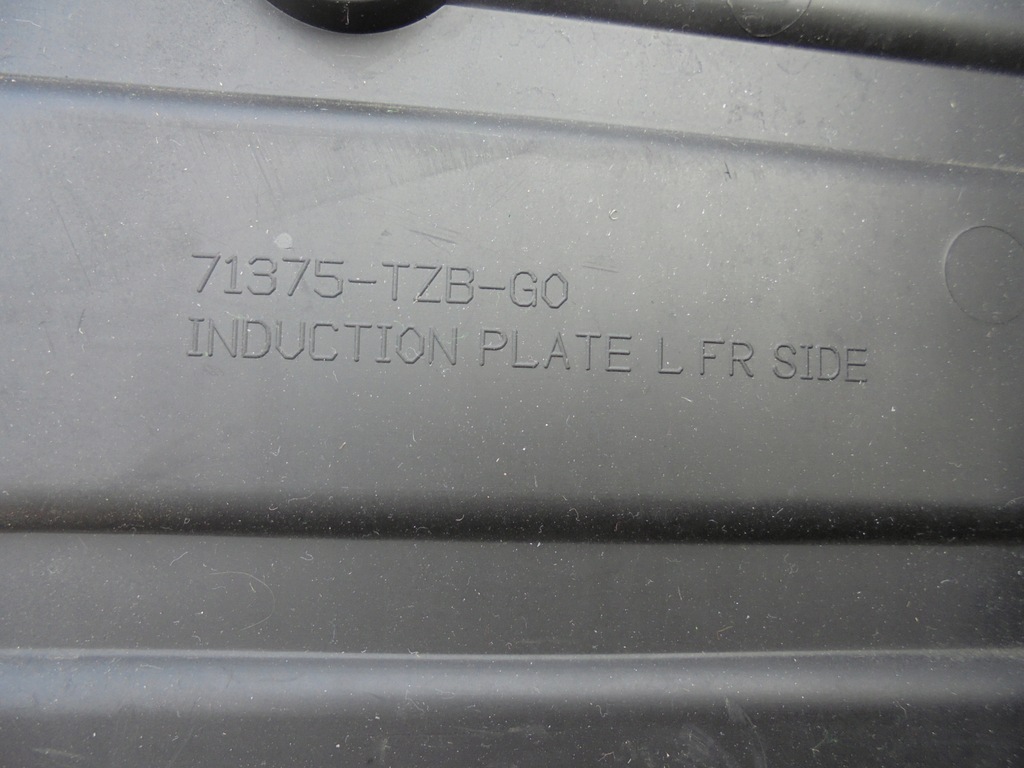 71375-TZB-G0
INDUCTION PLATE L FR SIDE